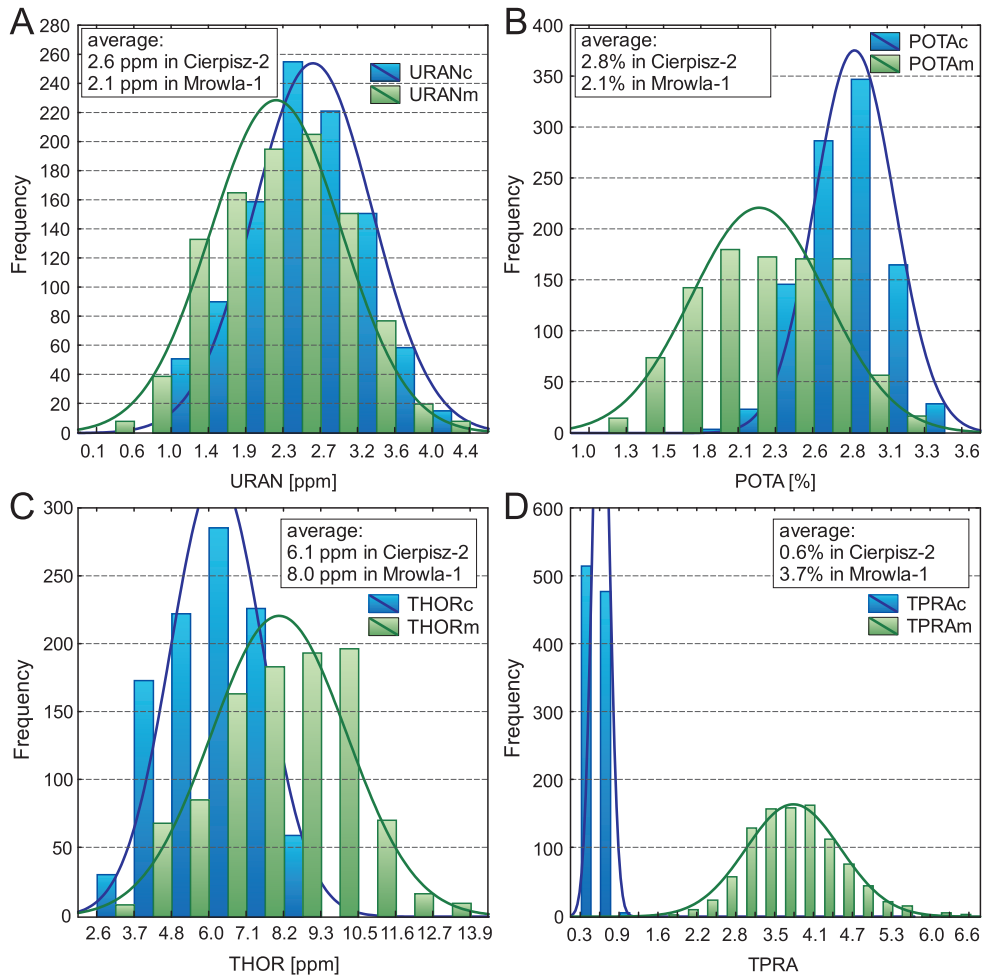 A
280
260
240
220
200
180
160
140
120
100
80
60
40
20
0
Frequency
average:
2.6 ppm in Cierpisz-2
2.1 ppm in Mrowla-1
URANc
URANm
0.1 0.6 1.0 1.4 1.9 2.3 2.7 3.2 3.6 4.0 4.4
URAN [ppm]
B
400
350
300
250
200
150
100
50
0
Frequency
average:
2.8% in Cierpisz-2
2.1% in Mrowla-1
POTAc
POTAm
1.0 1.3 1.5 1.8 2.1 2.3 2.6 2.8 3.1 3.3 3.6
POTA [%]
C
300
250
200
150
100
50
0
Frequency
average:
6.1 ppm in Cierpisz-2
8.0 ppm in Mrowla-1
THORc
THORm
2.6 3.7 4.8 6.0 7.1 8.2 9.3 10.5 11.6 12.7 13.9
THOR [ppm]
D
600
500
400
300
200
100
0
Frequency
average:
0.6% in Cierpisz-2
3.7% in Mrowla-1
TPRAc
TPRAm
0.3 0.9 1.6 2.2 2.8 3.5 4.1 4.7 5.3 6.0 6.6
TPRA